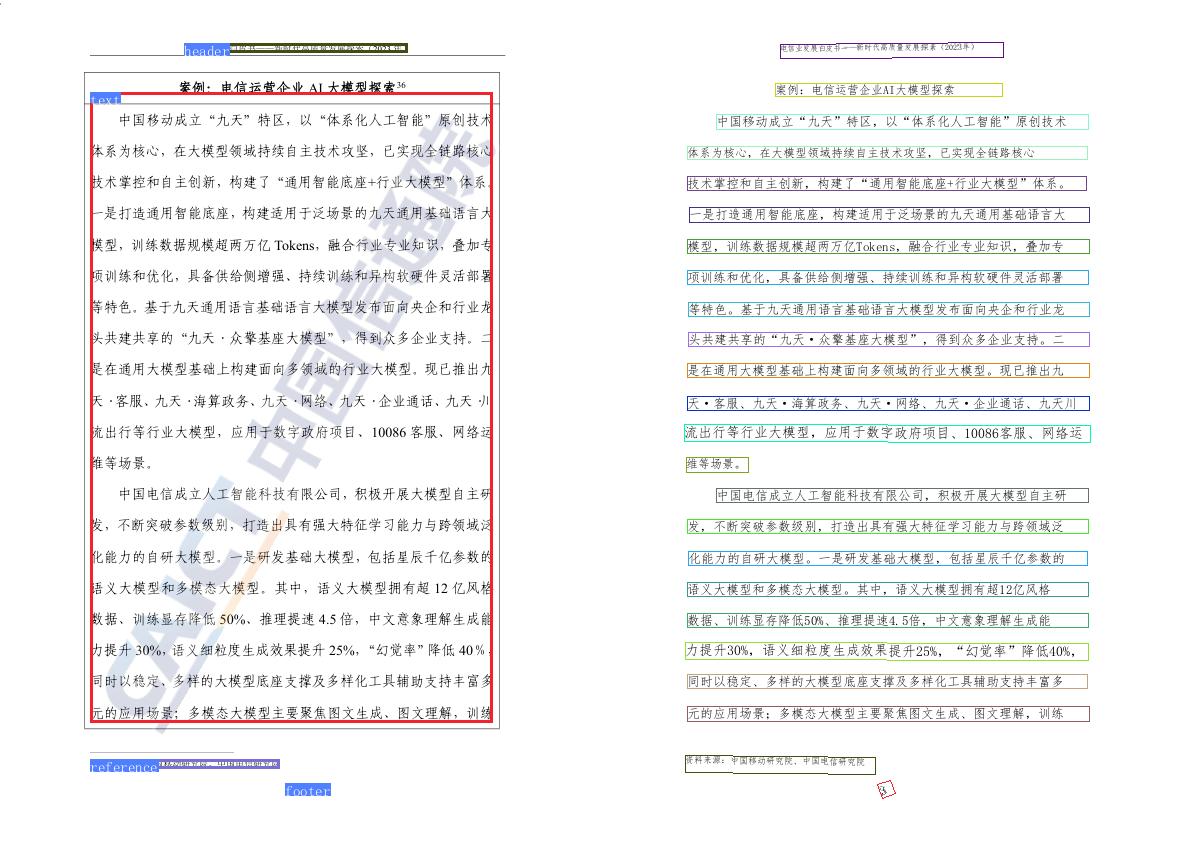 header
案例：电信运营企业 AI 大模型探索36
text
中国移动成立“九天”特区，以“体系化人工智能”原创技术
体系为核心，在大模型领域持续自主技术攻坚，已实现全链路核心
技术掌控和自主创新，构建了“通用智能底座+行业大模型”体系。
一是打造通用智能底座，构建适用于泛场景的九天通用基础语言大
模型，训练数据规模超两万亿 Tokens，融合行业专业知识，叠加专
项训练和优化，具备供给侧增强、持续训练和异构软硬件灵活部署
等特色。基于九天通用语言基础语言大模型发布面向央企和行业龙
头共建共享的“九天·众擎基座大模型”，得到众多企业支持。二
是在通用大模型基础上构建面向多领域的行业大模型。现已推出九
天·客服、九天·海算政务、九天·网络、九天·企业通话、九天·川
流出行等行业大模型，应用于数字政府项目、10086 客服、网络运
维等场景。
中国电信成立人工智能科技有限公司，积极开展大模型自主研
发，不断突破参数级别，打造出具有强大特征学习能力与跨领域泛
化能力的自研大模型。一是研发基础大模型，包括星辰千亿参数的
语义大模型和多模态大模型。其中，语义大模型拥有超 12 亿风格
数据、训练显存降低 50%、推理提速 4.5 倍，中文意象理解生成能
力提升 30%，语义细粒度生成效果提升 25%，“幻觉率”降低 40%，
同时以稳定、多样的大模型底座支撑及多样化工具辅助支持丰富多
元的应用场景；多模态大模型主要聚焦图文生成、图文理解，训练
reference
footer
中国信通院
CAICT
电信业发展白皮书——新时代高质量发展探索（2023年）
案例：电信运营企业AI大模型探索
中国移动成立“九天”特区，以“体系化人工智能”原创技术
体系为核心，在大模型领域持续自主技术攻坚，已实现全链路核心
技术掌控和自主创新，构建了“通用智能底座+行业大模型”体系。
一是打造通用智能底座，构建适用于泛场景的九天通用基础语言大
模型，训练数据规模超两万亿Tokens，融合行业专业知识，叠加专
项训练和优化，具备供给侧增强、持续训练和异构软硬件灵活部署
等特色。基于九天通用语言基础语言大模型发布面向央企和行业龙
头共建共享的“九天·众擎基座大模型”，得到众多企业支持。二
是在通用大模型基础上构建面向多领域的行业大模型。现已推出九
天·客服、九天·海算政务、九天·网络、九天·企业通话、九天川
流出行等行业大模型，应用于数字政府项目、10086客服、网络运
维等场景。
中国电信成立人工智能科技有限公司，积极开展大模型自主研
发，不断突破参数级别，打造出具有强大特征学习能力与跨领域泛
化能力的自研大模型。一是研发基础大模型，包括星辰千亿参数的
语义大模型和多模态大模型。其中，语义大模型拥有超12亿风格
数据、训练显存降低50%、推理提速4.5倍，中文意象理解生成能
力提升30%，语义细粒度生成效果提升25%，“幻觉率”降低40%，
同时以稳定、多样的大模型底座支撑及多样化工具辅助支持丰富多
元的应用场景；多模态大模型主要聚焦图文生成、图文理解，训练
资料来源：中国移动研究院、中国电信研究院